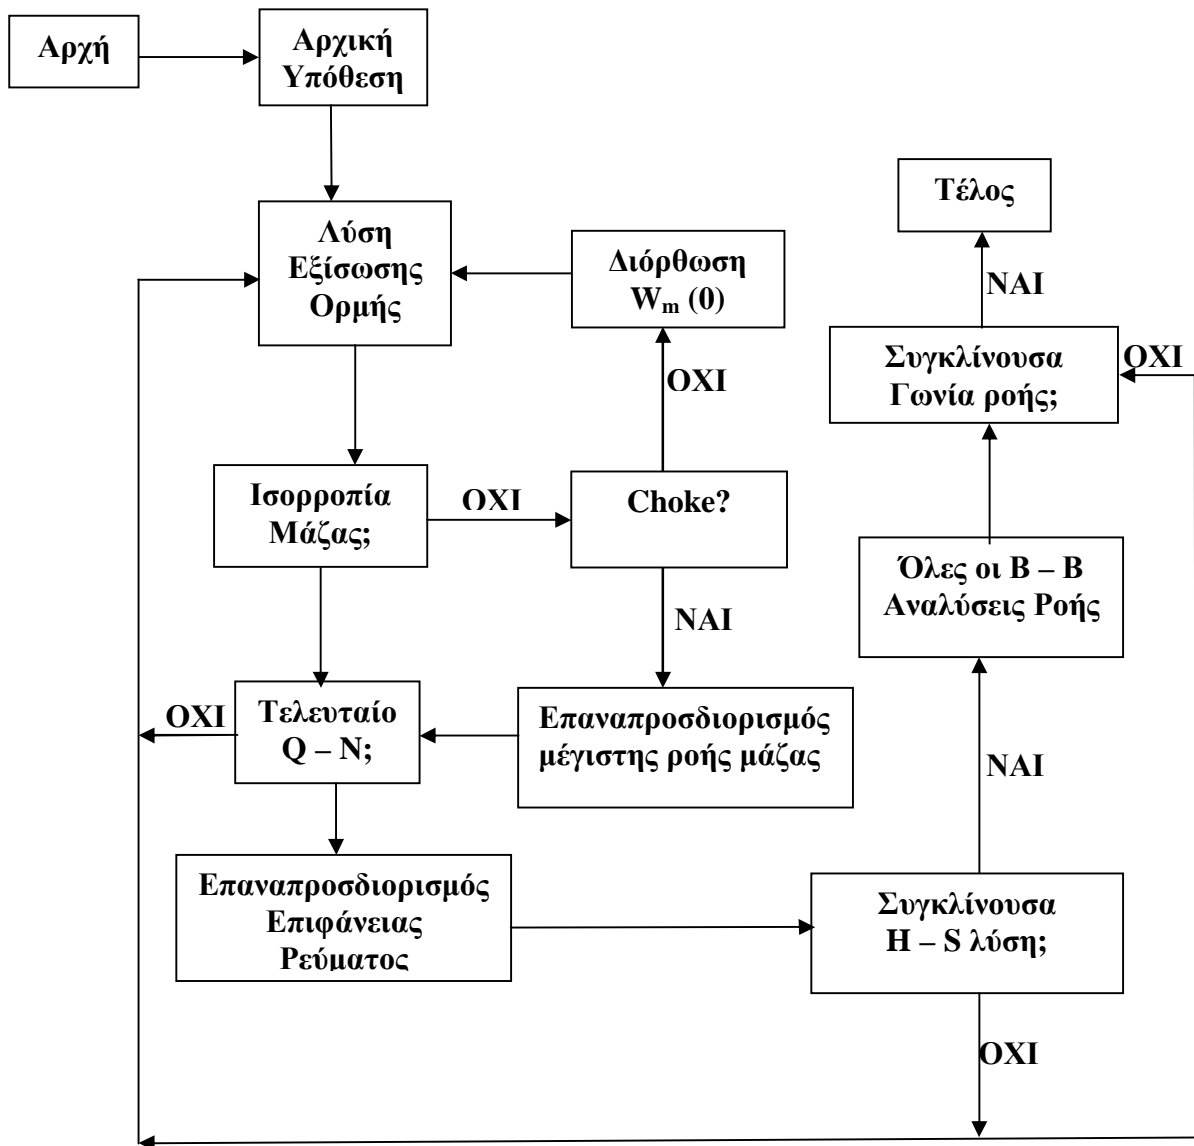 Αρχή
Αρχική
Υπόθεση
Τέλος
Λύση
Εξίσωσης
Ορμής
Διόρθωση
Wₘ (0)
ΝΑΙ
Συγκλίνουσα
Γωνία ροής;
ΟΧΙ
ΟΧΙ
Ισορροπία
Μάζας;
ΟΧΙ
Choke?
Όλες οι B – B
Αναλύσεις Ροής
ΝΑΙ
ΟΧΙ
Τελευταίο
Q – N;
Επαναπροσδιορισμός
μέγιστης ροής μάζας
ΝΑΙ
Επαναπροσδιορισμός
Επιφάνειας
Ρεύματος
Συγκλίνουσα
H – S λύση;
ΟΧΙ